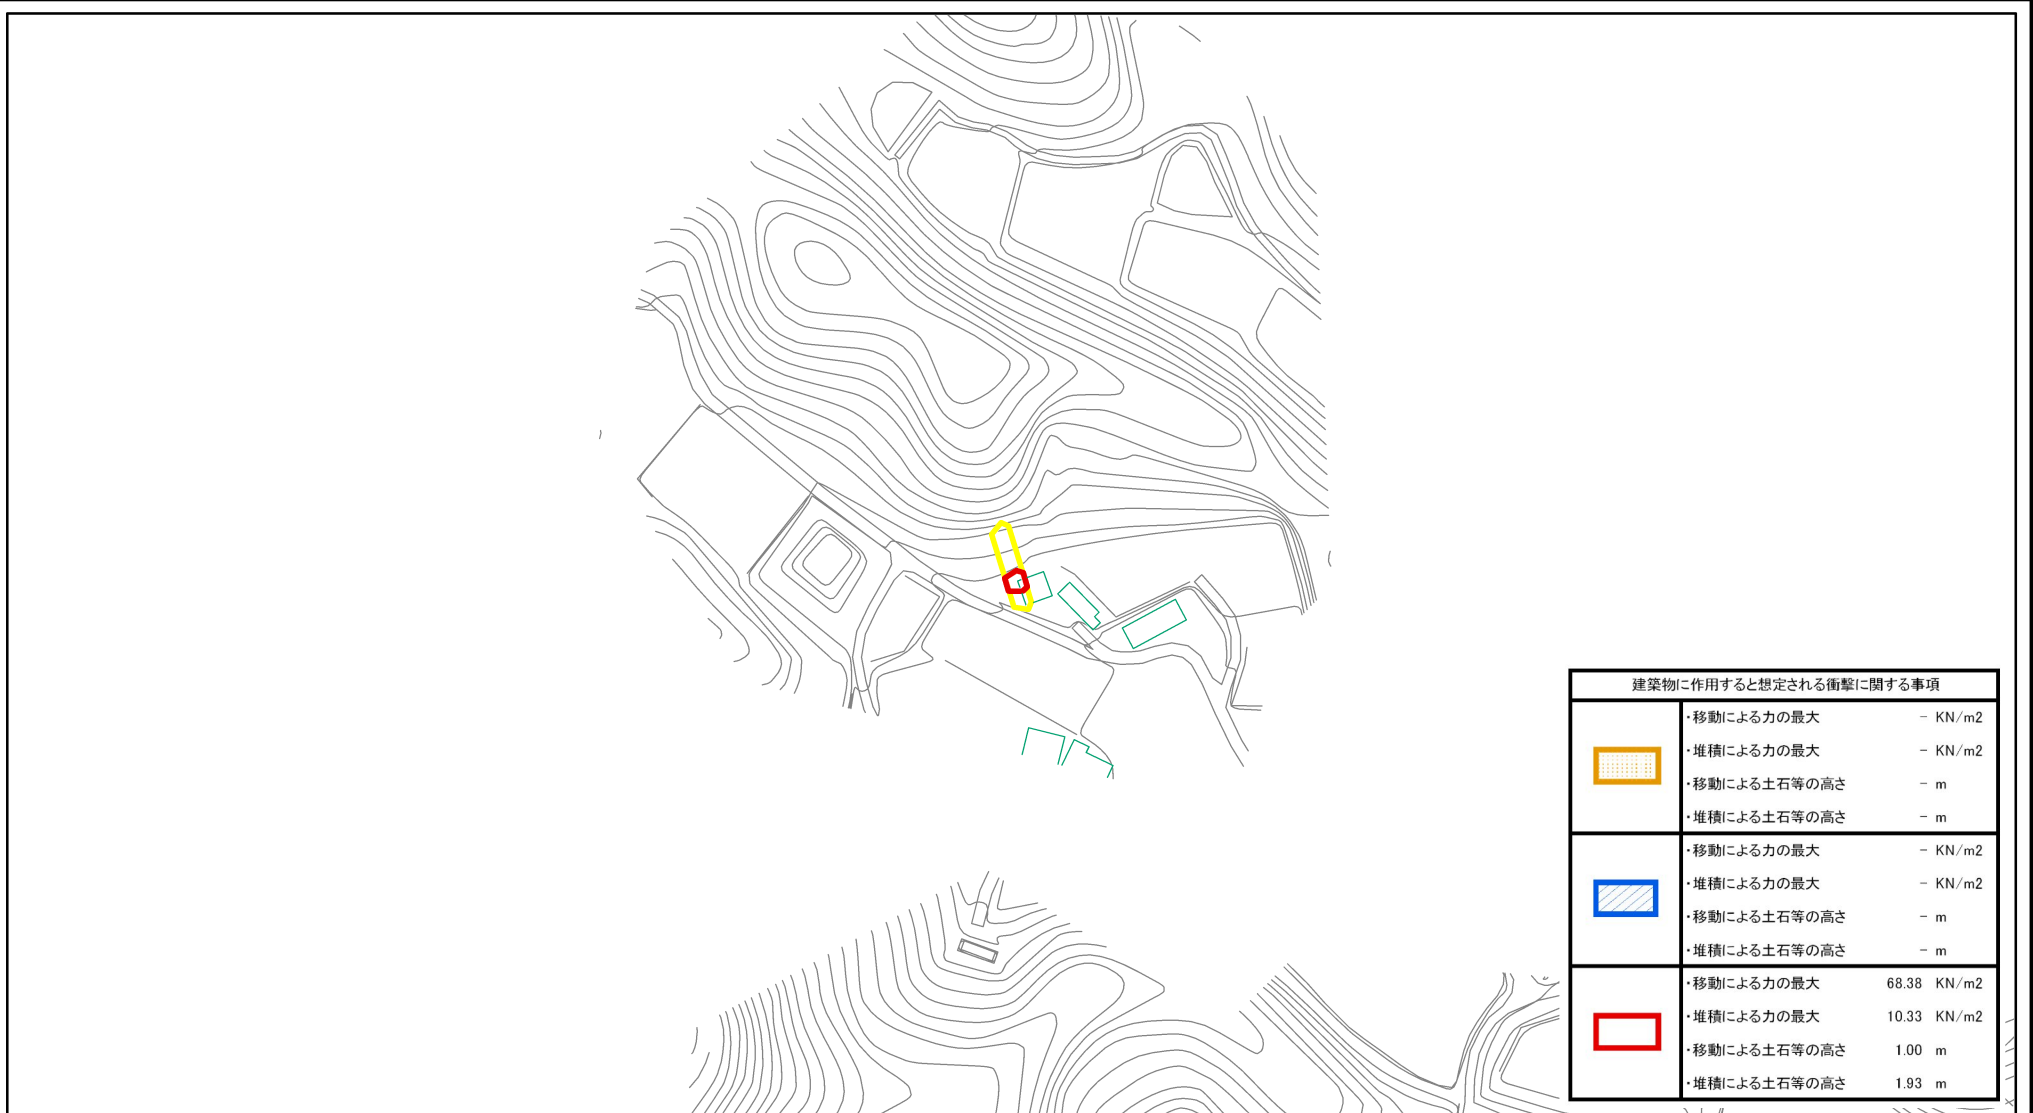 建築物に作用すると想定される衝撃に関する事項
・移動による力の最大 － KN/m2
・堆積による力の最大 － KN/m2
・移動による土石等の高さ － m
・堆積による土石等の高さ － m
・移動による力の最大 － KN/m2
・堆積による力の最大 － KN/m2
・移動による土石等の高さ － m
・堆積による土石等の高さ － m
・移動による力の最大 68.38 KN/m2
・堆積による力の最大 10.33 KN/m2
・移動による土石等の高さ 1.00 m
・堆積による土石等の高さ 1.93 m